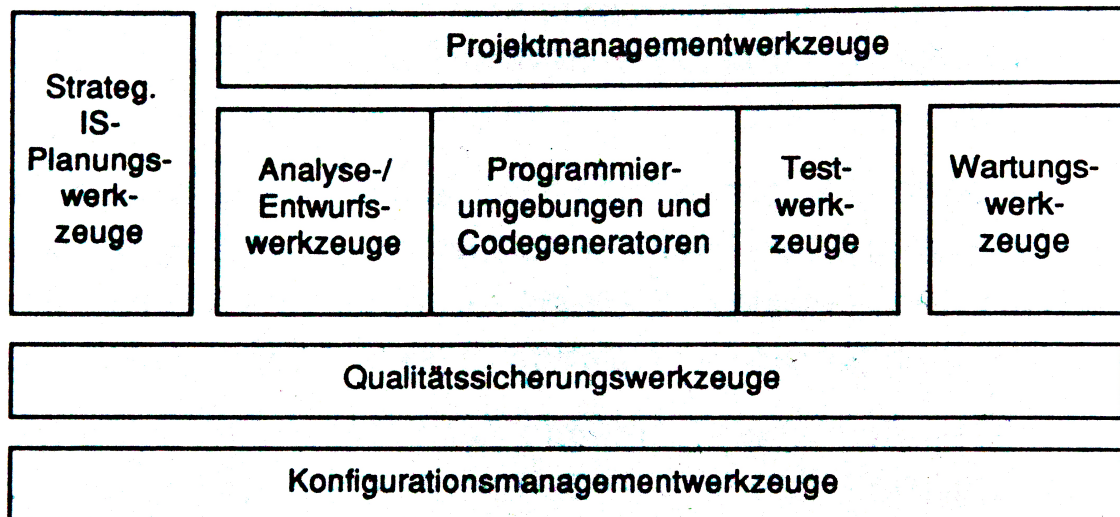 Projektmanagementwerkzeuge
Strateg.
IS-
Planungs-
werk-
zeuge
Analyse-/
Entwurfs-
werkzeuge
Programmier-
umgebungen und
Codegeneratoren
Test-
werk-
zeuge
Wartungs-
werk-
zeuge
Qualitätssicherungswerkzeuge
Konfigurationsmanagementwerkzeuge